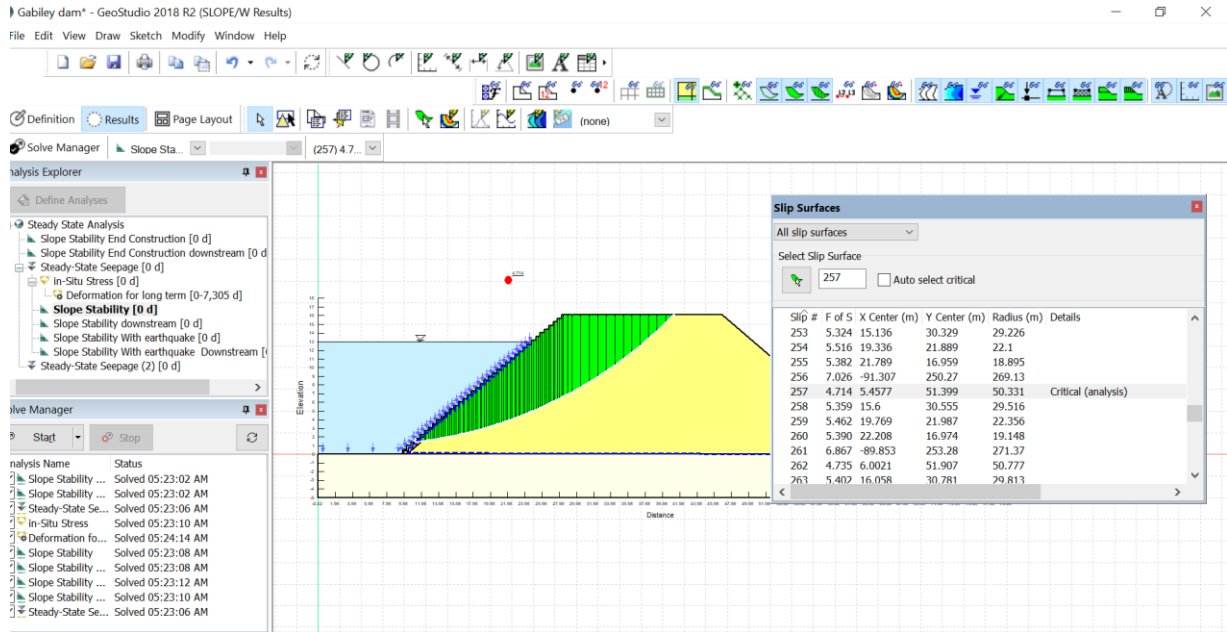 Gabiley dam* - GeoStudio 2018 R2 (SLOPE/W Results)
File Edit View Draw Sketch Modify Window Help
Definition Results Page Layout (none)
Solve Manager Slope Sta... (257) 4.7...
nalysis Explorer
Define Analyses
Steady State Analysis
Slope Stability End Construction [0 d]
Slope Stability End Construction downstream [0 d
Steady-State Seepage [0 d]
in-Situ Stress [0 d]
Deformation for long term [0-7,305 d]
Slope Stability [0 d]
Slope Stability downstream [0 d]
Slope Stability With earthquake [0 d]
Slope Stability With earthquake Downstream [
Steady-State Seepage (2) [0 d]
olve Manager
Start Stop
nalysis Name Status
Slope Stability ... Solved 05:23:02 AM
Slope Stability ... Solved 05:23:02 AM
Steady-State Se... Solved 05:23:06 AM
in-Situ Stress Solved 05:23:10 AM
Deformation fo... Solved 05:24:14 AM
Slope Stability Solved 05:23:08 AM
Slope Stability ... Solved 05:23:08 AM
Slope Stability ... Solved 05:23:12 AM
Slope Stability ... Solved 05:23:10 AM
Steady-State Se... Solved 05:23:06 AM
4.714
Elevation
Distance
Slip Surfaces
All slip surfaces
Select Slip Surface
257 Auto select critical
Slip # F of S X Center (m) Y Center (m) Radius (m) Details
253 5.324 15.136 30.329 29.226
254 5.516 19.336 21.889 22.1
255 5.382 21.789 16.959 18.895
256 7.026 -91.307 250.27 269.13
257 4.714 5.4577 51.399 50.331 Critical (analysis)
258 5.359 15.6 30.555 29.516
259 5.462 19.769 21.987 22.356
260 5.390 22.208 16.974 19.148
261 6.867 -89.853 253.28 271.37
262 4.735 6.0021 51.907 50.777
263 5.402 16.058 30.781 29.813